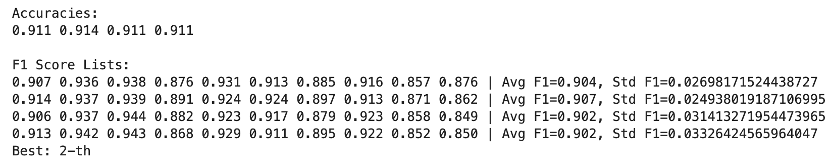 Accuracies:
0.911 0.914 0.911 0.911
F1 Score Lists:
0.907 0.936 0.938 0.876 0.931 0.913 0.885 0.916 0.857 0.876 | Avg F1=0.904, Std F1=0.02698171524438727
0.914 0.937 0.939 0.891 0.924 0.924 0.897 0.913 0.871 0.862 | Avg F1=0.907, Std F1=0.024938019187106995
0.906 0.937 0.944 0.882 0.923 0.917 0.879 0.923 0.858 0.849 | Avg F1=0.902, Std F1=0.031413271954473965
0.913 0.942 0.943 0.868 0.929 0.911 0.895 0.922 0.852 0.850 | Avg F1=0.902, Std F1=0.03326424565964047
Best: 2-th